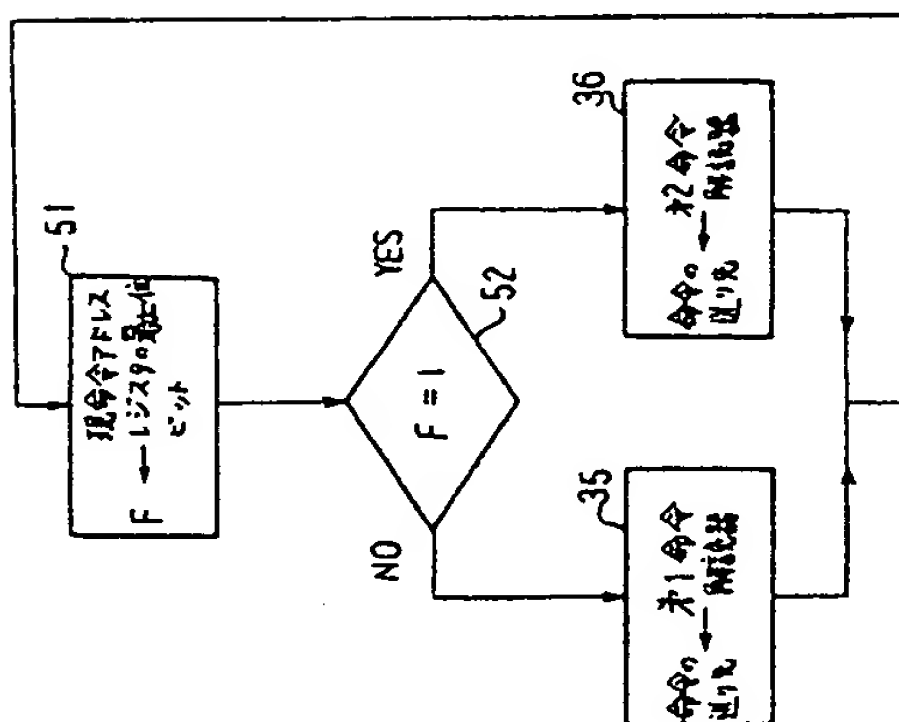 51
現命令アドレス
F ← レジスタの最上位
ビット
YES
52
F = 1
NO
36
才2命令
命令の ← 解読器
送り先
35
才1命令
命令の ← 解読器
送り先